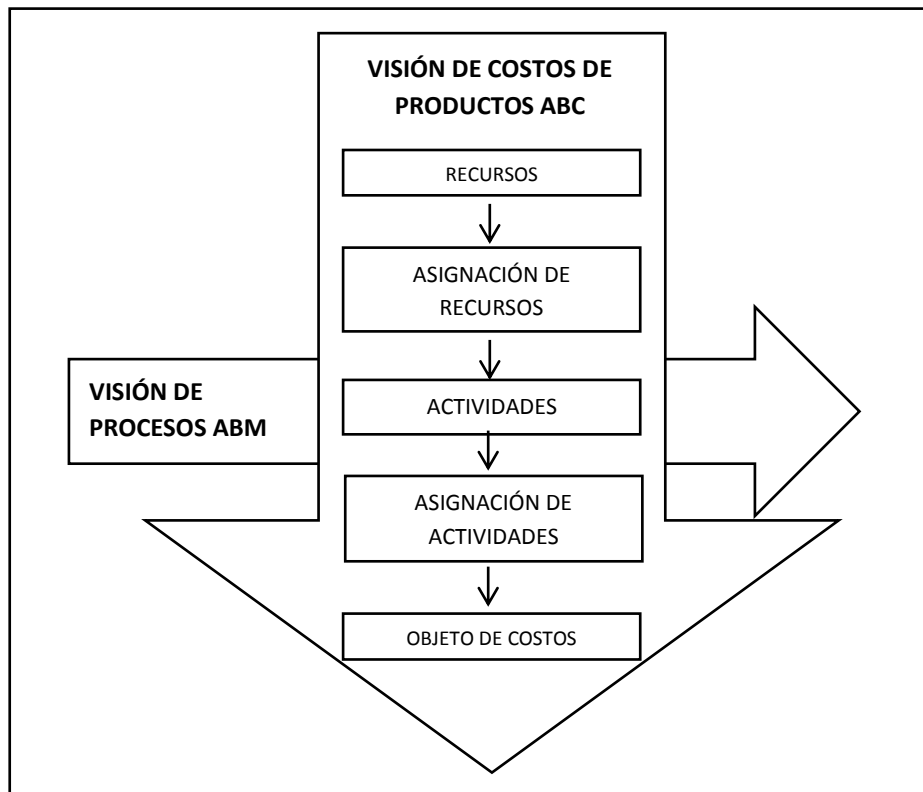 VISIÓN DE COSTOS DE
PRODUCTOS ABC
RECURSOS
ASIGNACIÓN DE
RECURSOS
VISIÓN DE
PROCESOS ABM
ACTIVIDADES
ASIGNACIÓN DE
ACTIVIDADES
OBJETO DE COSTOS